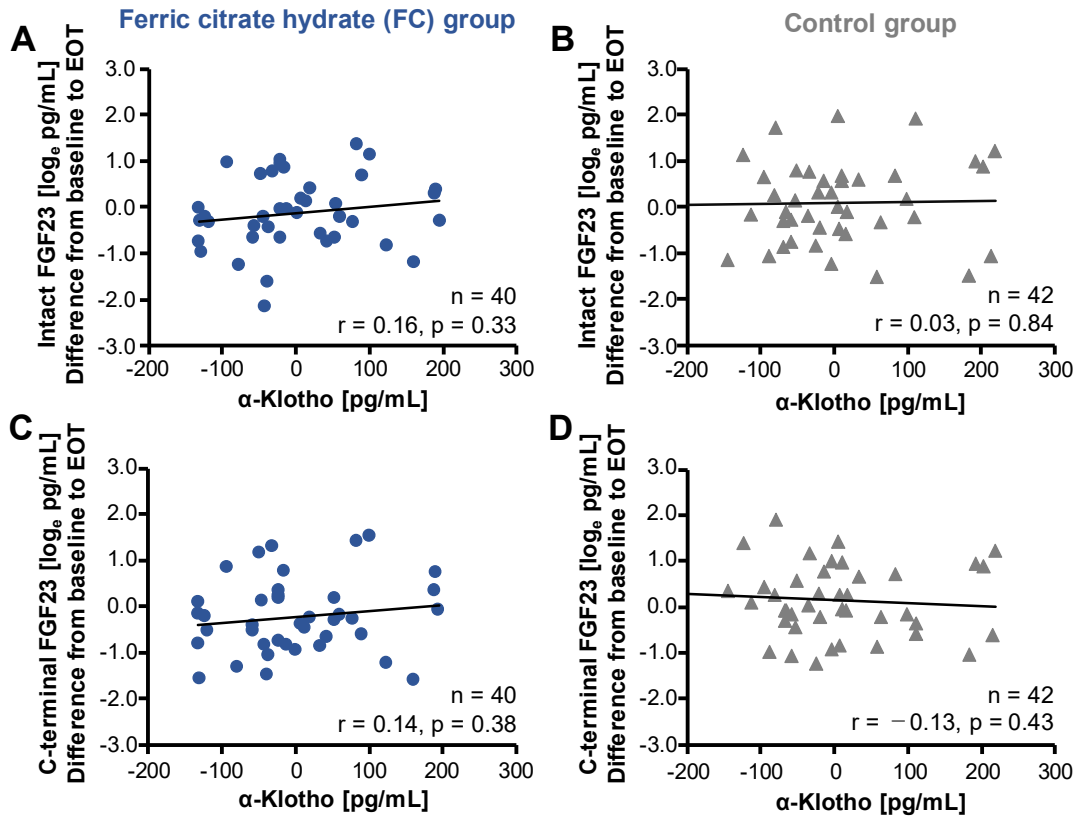 Ferric citrate hydrate (FC) group
Control group
A
Intact FGF23 [logₑ pg/mL]
Difference from baseline to EOT
3.0
2.0
1.0
0.0
-1.0
-2.0
-3.0
n = 40
r = 0.16, p = 0.33
-200 -100 0 100 200 300
α-Klotho [pg/mL]
B
Intact FGF23 [logₑ pg/mL]
Difference from baseline to EOT
3.0
2.0
1.0
0.0
-1.0
-2.0
-3.0
n = 42
r = 0.03, p = 0.84
-200 -100 0 100 200 300
α-Klotho [pg/mL]
C
C-terminal FGF23 [logₑ pg/mL]
Difference from baseline to EOT
3.0
2.0
1.0
0.0
-1.0
-2.0
-3.0
n = 40
r = 0.14, p = 0.38
-200 -100 0 100 200 300
α-Klotho [pg/mL]
D
C-terminal FGF23 [logₑ pg/mL]
Difference from baseline to EOT
3.0
2.0
1.0
0.0
-1.0
-2.0
-3.0
n = 42
r = −0.13, p = 0.43
-200 -100 0 100 200 300
α-Klotho [pg/mL]